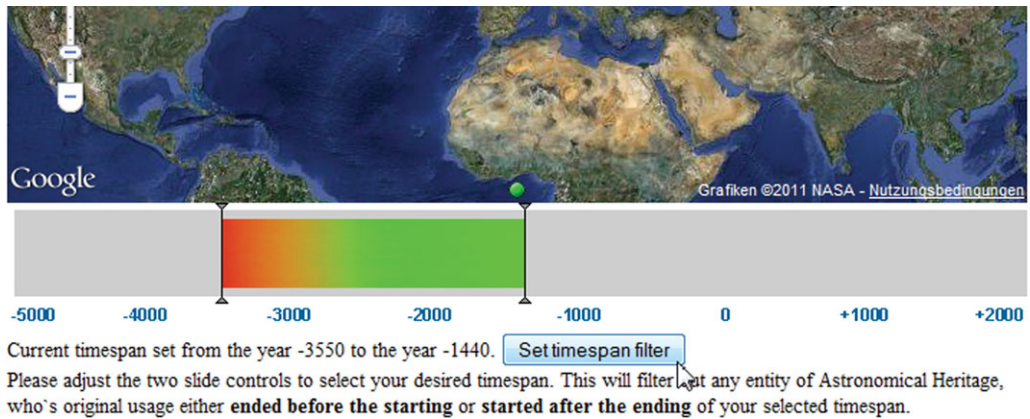 Google
Grafiken ©2011 NASA - Nutzungsbedingungen
-5000 -4000 -3000 -2000 -1000 0 +1000 +2000
Current timespan set from the year -3550 to the year -1440. Set timespan filter
Please adjust the two slide controls to select your desired timespan. This will filter out any entity of Astronomical Heritage,
who`s original usage either ended before the starting or started after the ending of your selected timespan.